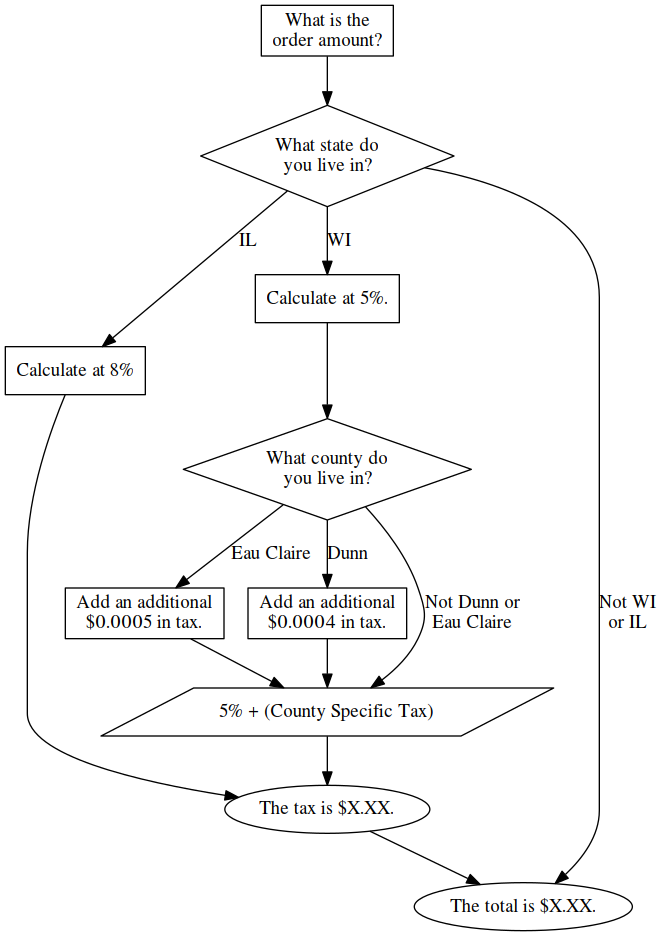 What is the
order amount?
What state do
you live in?
IL
WI
Calculate at 5%.
Calculate at 8%
What county do
you live in?
Eau Claire
Dunn
Not Dunn or
Eau Claire
Not WI
or IL
Add an additional
$0.0005 in tax.
Add an additional
$0.0004 in tax.
5% + (County Specific Tax)
The tax is $X.XX.
The total is $X.XX.